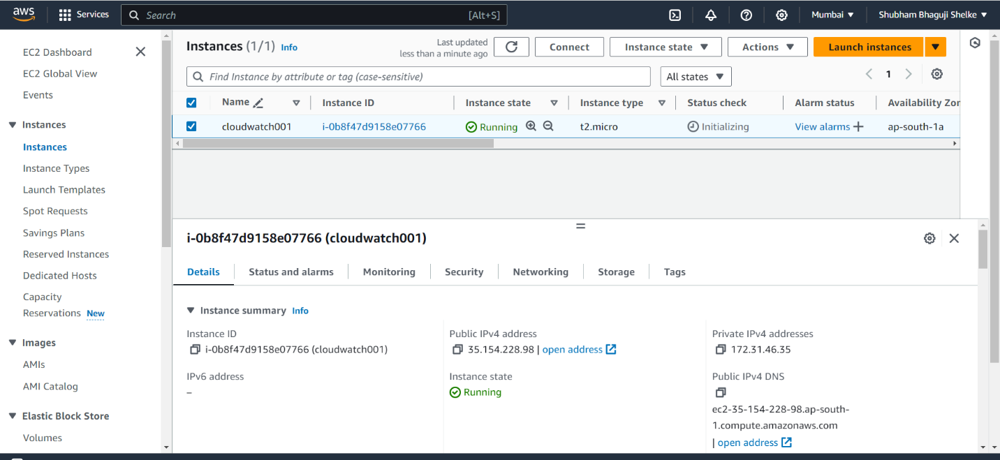 aws
Services
Search
[Alt+S]
Mumbai
Shubham Bhaguji Shelke
EC2 Dashboard
EC2 Global View
Events
Instances
Instances
Instance Types
Launch Templates
Spot Requests
Savings Plans
Reserved Instances
Dedicated Hosts
Capacity
Reservations New
Images
AMIs
AMI Catalog
Elastic Block Store
Volumes
Instances (1/1) Info
Last updated
less than a minute ago
Connect
Instance state
Actions
Launch instances
Find Instance by attribute or tag (case-sensitive)
All states
1
Name
Instance ID
Instance state
Instance type
Status check
Alarm status
Availability Zon
cloudwatch001
i-0b8f47d9158e07766
Running
t2.micro
Initializing
View alarms +
ap-south-1a
i-0b8f47d9158e07766 (cloudwatch001)
Details
Status and alarms
Monitoring
Security
Networking
Storage
Tags
Instance summary Info
Instance ID
i-0b8f47d9158e07766 (cloudwatch001)
Public IPv4 address
35.154.228.98 | open address
Private IPv4 addresses
172.31.46.35
IPv6 address
–
Instance state
Running
Public IPv4 DNS
ec2-35-154-228-98.ap-south-
1.compute.amazonaws.com
| open address